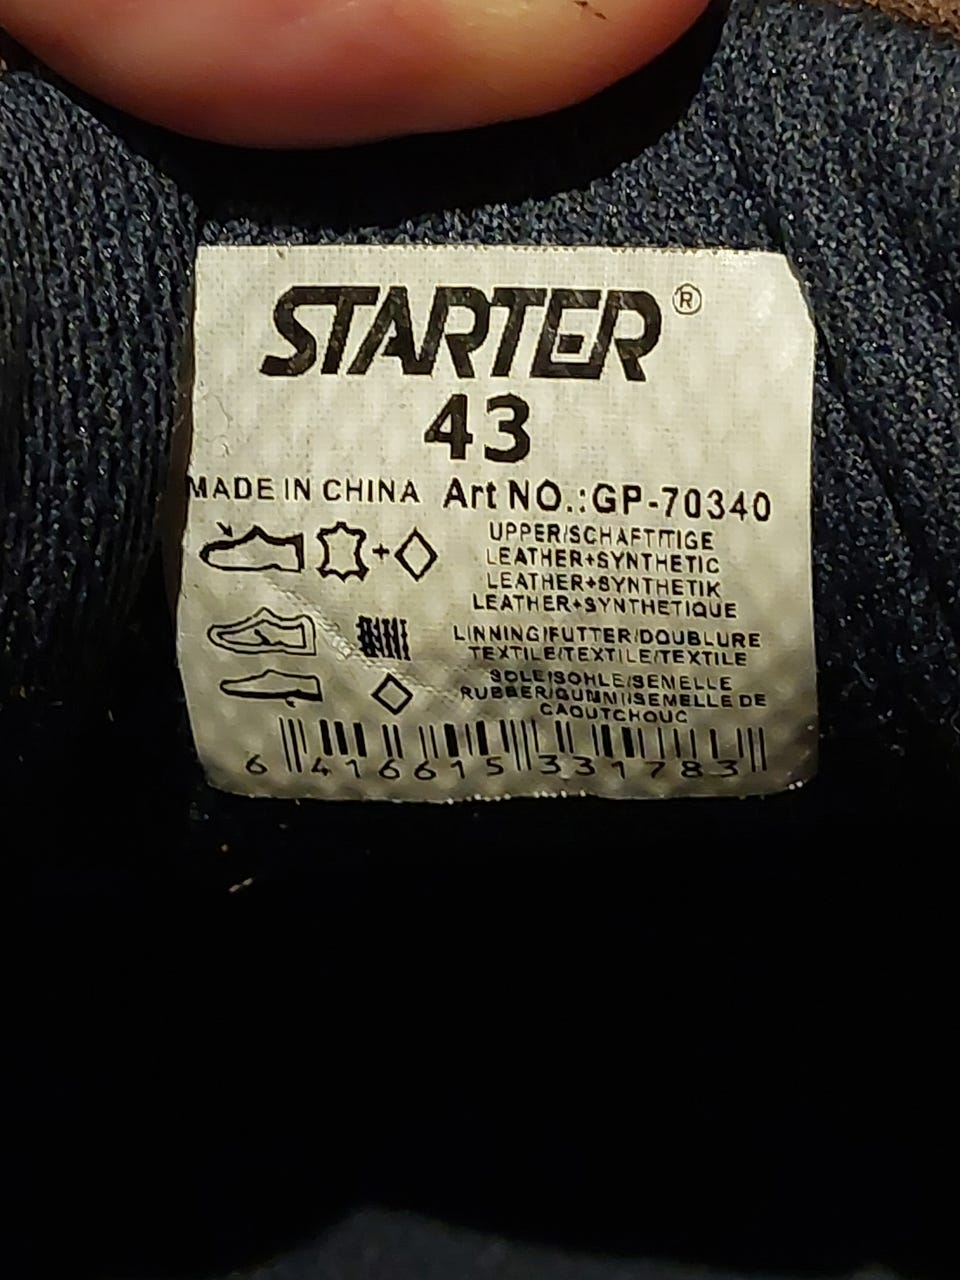 STARTER®
43
MADE IN CHINA Art NO.:GP-70340
UPPER/SCHAFT/TIGE
LEATHER+SYNTHETIC
LEATHER+SYNTHETIK
LEATHER+SYNTHETIQUE
LINNING/FUTTER/DOUBLURE
TEXTILE/TEXTILE/TEXTILE
SOLE/SOHLE/SEMELLE
RUBBER/GUMMI/SEMELLE DE
CAOUTCHOUC
6 416615 331783